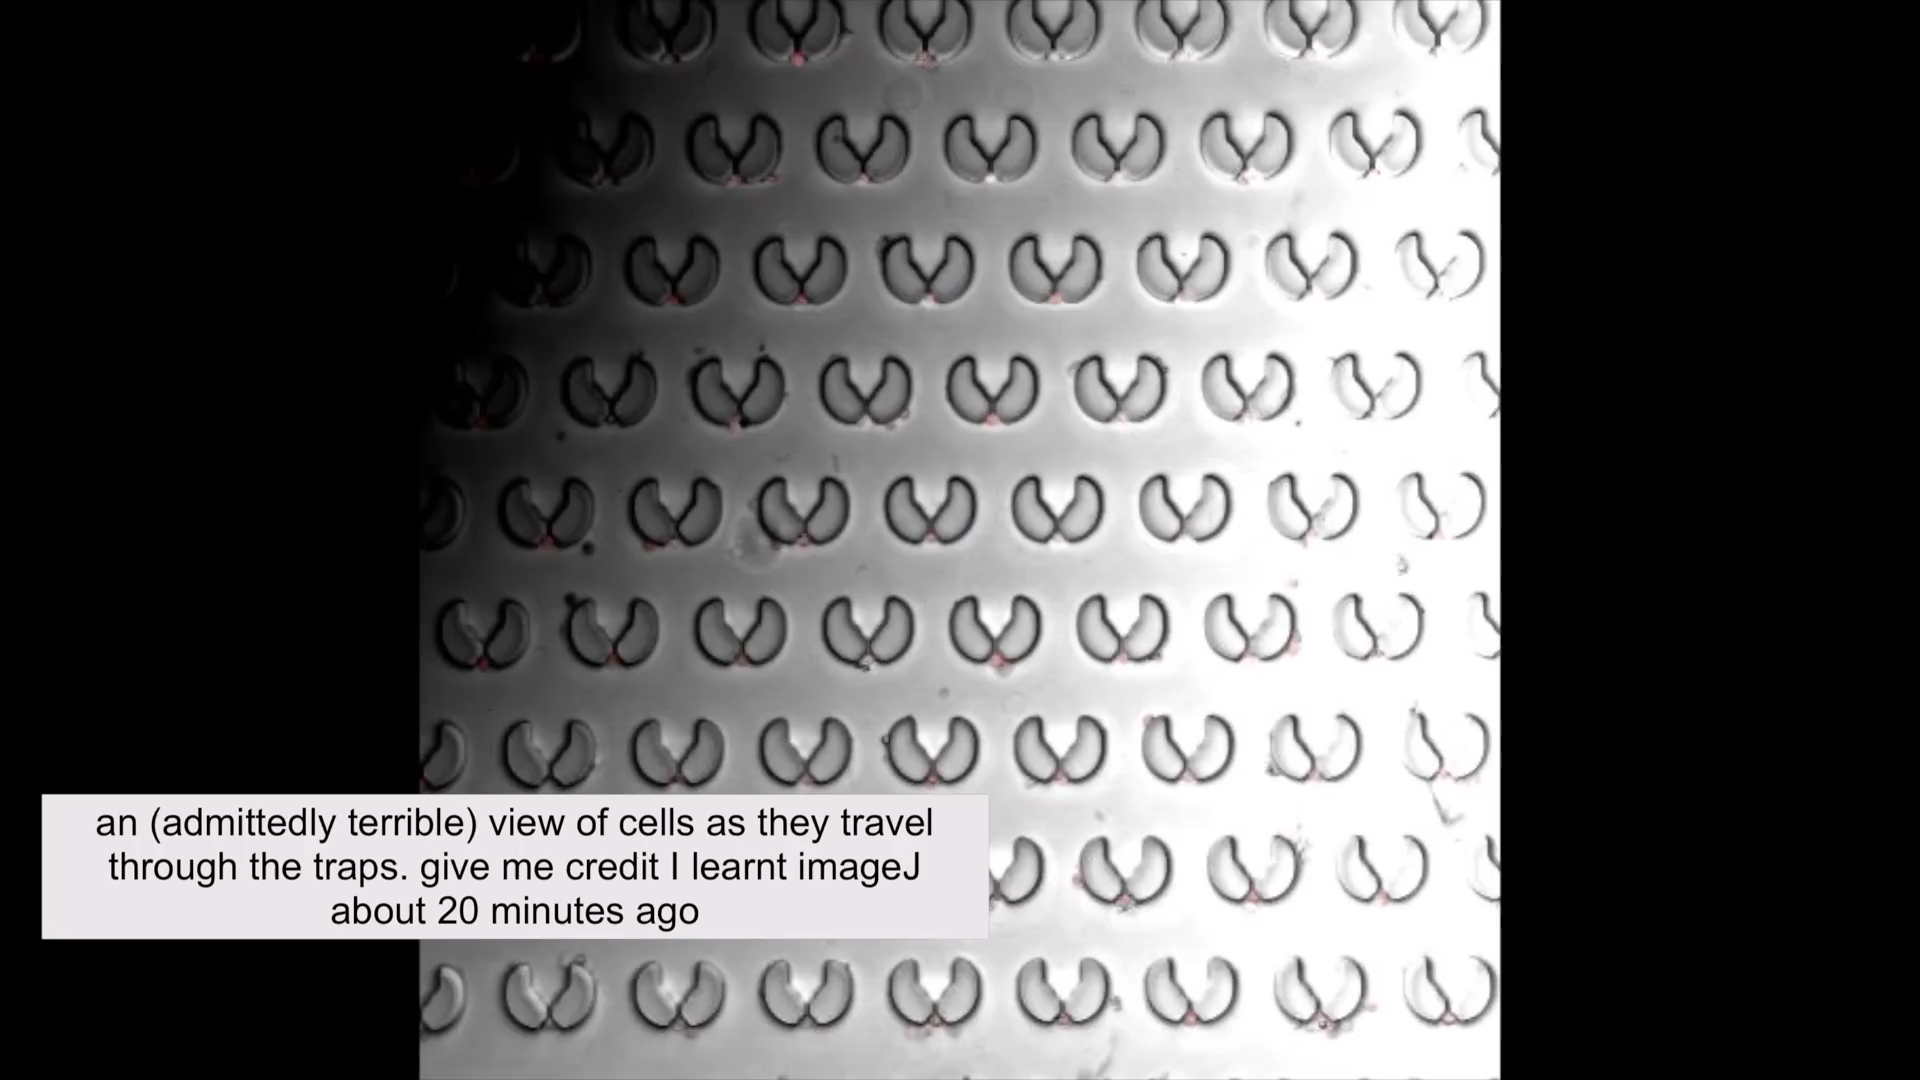 an (admittedly terrible) view of cells as they travel
through the traps. give me credit I learnt imageJ
about 20 minutes ago